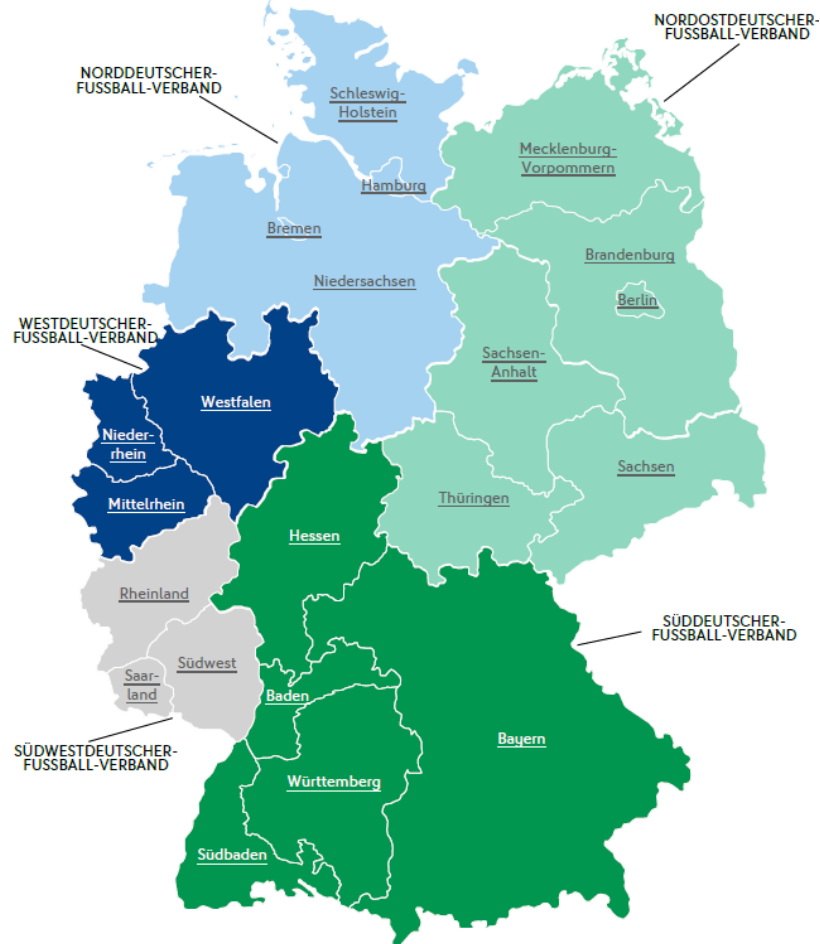 NORDOSTDEUTSCHER-
FUSSBALL-VERBAND
NORDDEUTSCHER-
FUSSBALL-VERBAND
Schleswig-
Holstein
Mecklenburg-
Vorpommern
Hamburg
Bremen
Brandenburg
Niedersachsen
Berlin
WESTDEUTSCHER-
FUSSBALL-VERBAND
Sachsen-
Anhalt
Westfalen
Nieder-
rhein
Sachsen
Mittelrhein
Thüringen
Hessen
Rheinland
SÜDDEUTSCHER-
FUSSBALL-VERBAND
Südwest
Saar-
land
Baden
SÜDWESTDEUTSCHER-
FUSSBALL-VERBAND
Bayern
Württemberg
Südbaden